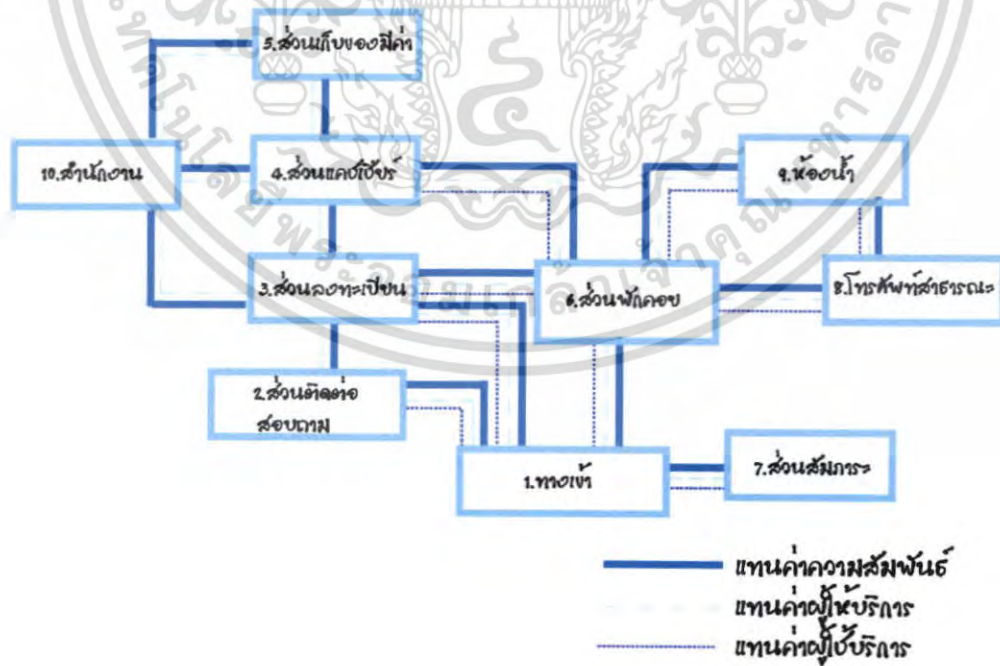 5.ส่วนเก็บของมีค่า
10.สำนักงาน
4.ส่วนแคชเชียร์
9.ห้องน้ำ
3.ส่วนลงทะเบียน
6.ส่วนพักคอย
8.โทรศัพท์สาธารณะ
2.ส่วนติดต่อ
สอบถาม
1.ทางเข้า
7.ส่วนสัมภาระ
แทนค่าความสัมพันธ์
แทนค่าผู้ให้บริการ
แทนค่าผู้ใช้บริการ